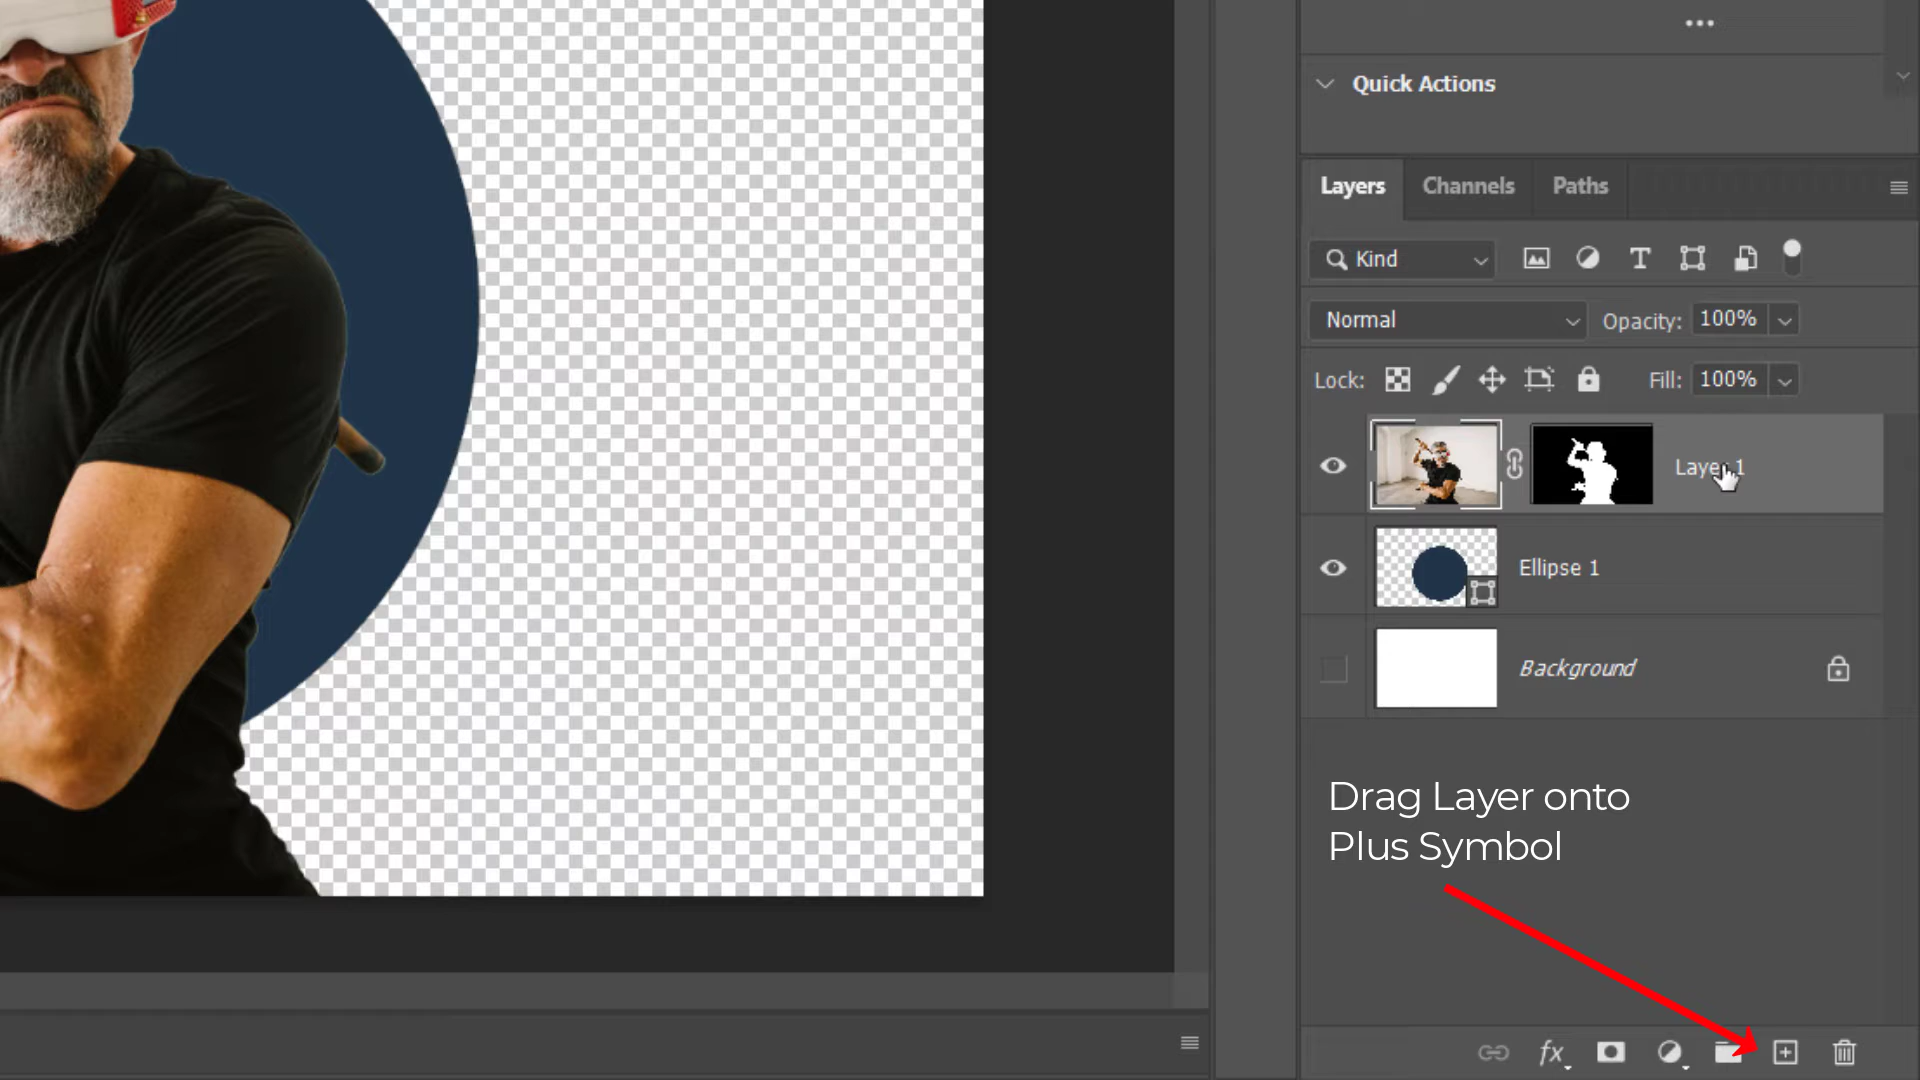 Quick Actions
Layers Channels Paths
Kind
Normal Opacity: 100%
Lock: Fill: 100%
Layer 1
Ellipse 1
Background
Drag Layer onto
Plus Symbol
fx